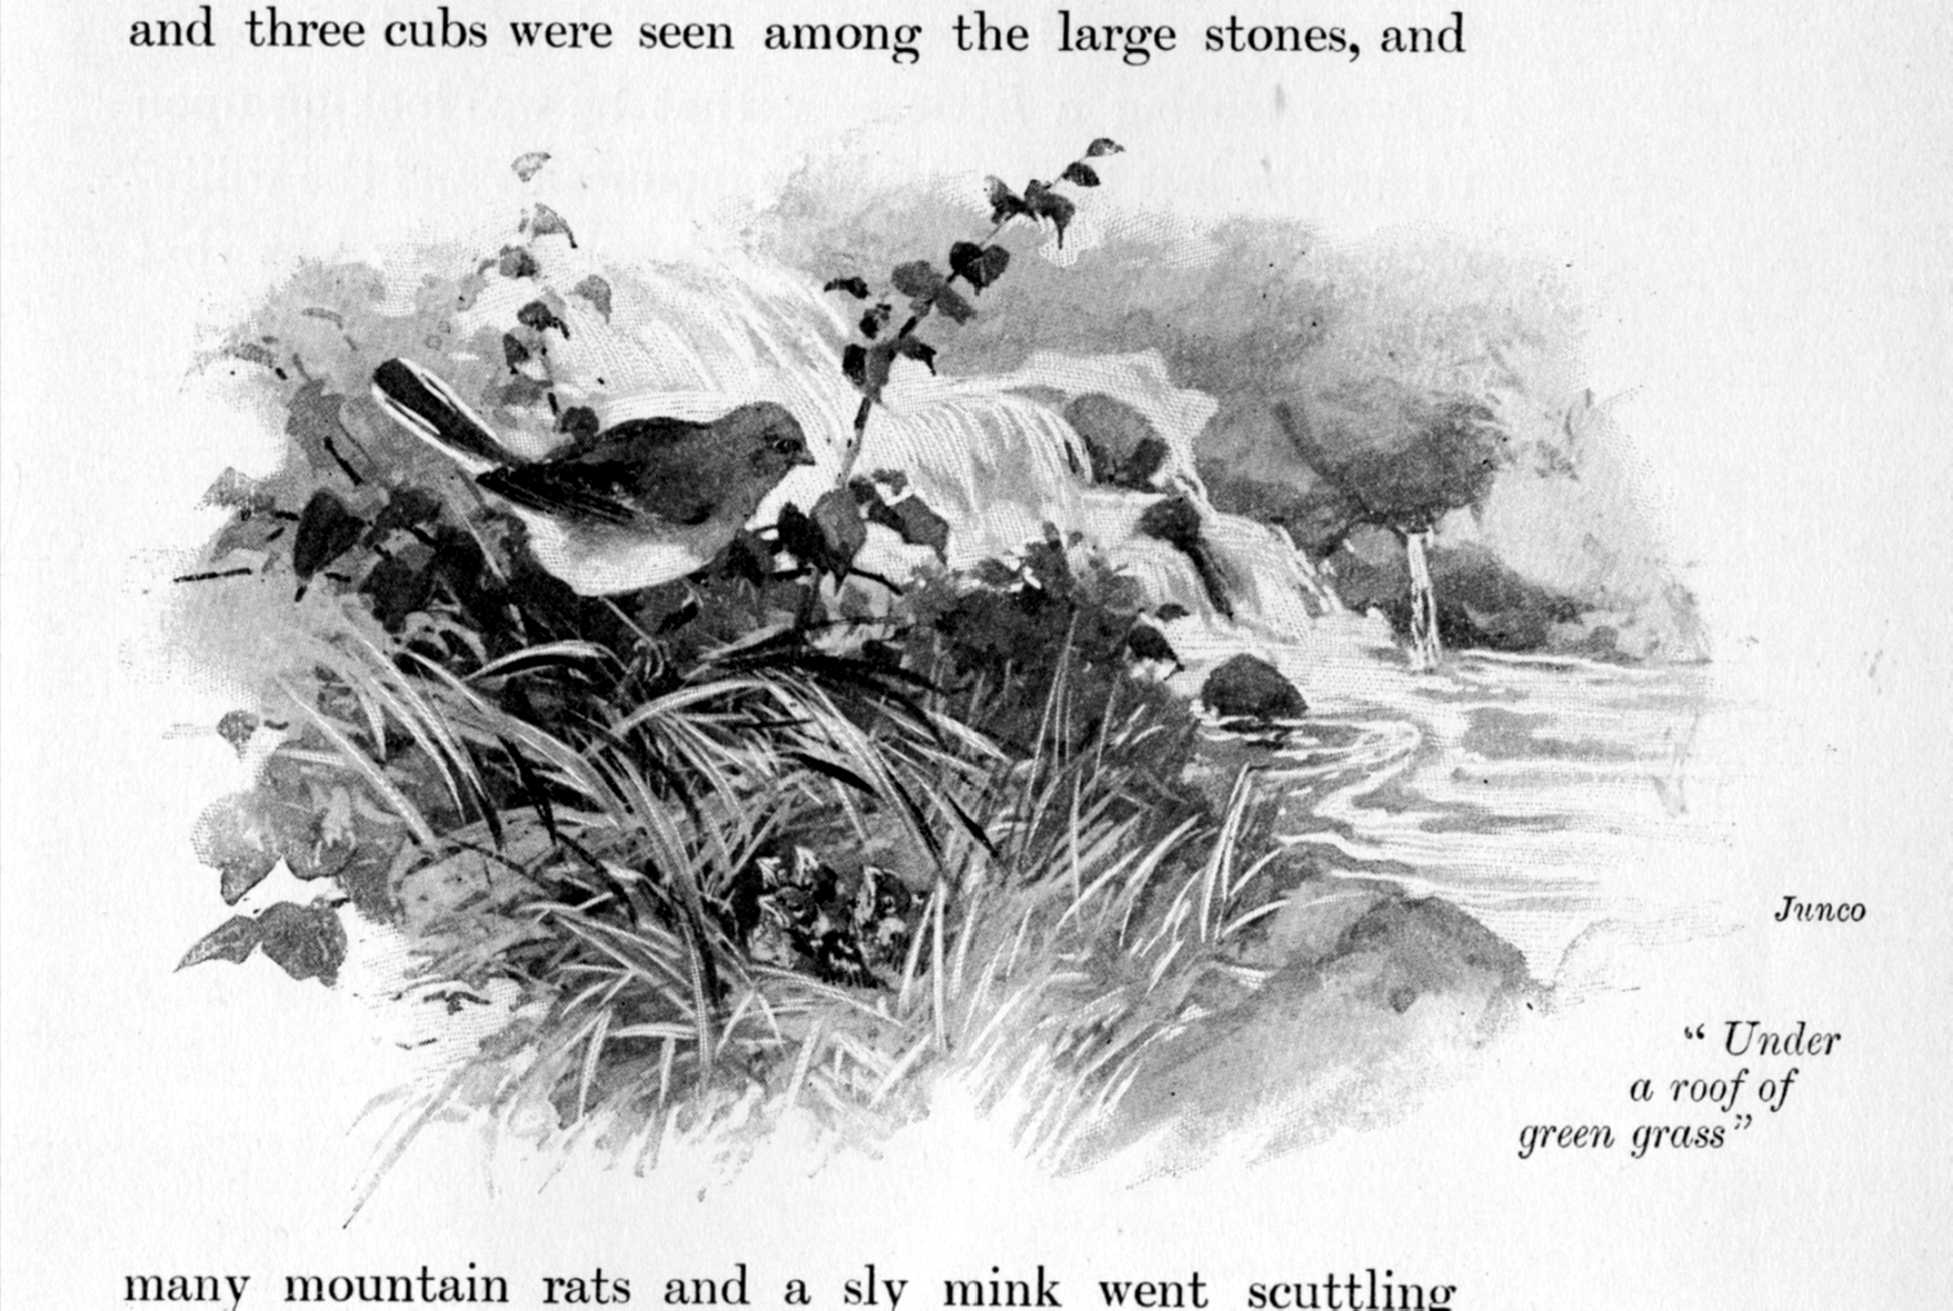 and three cubs were seen among the large stones, and
Junco
“ Under
a roof of
green grass”
many mountain rats and a sly mink went scuttling